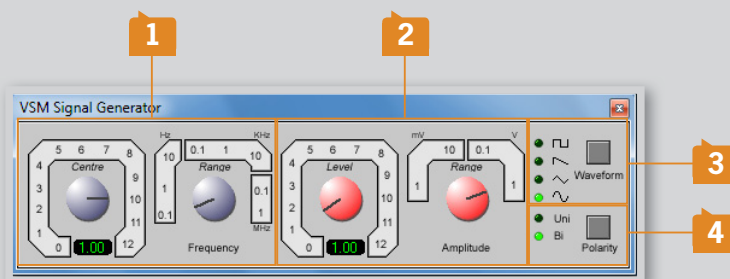 1
2
VSM Signal Generator
Hz
KHz
mV
V
5 6 7
4
8
3
9
2
10
1
11
0
12
Centre
1.00
10
1
0.1
0.1 1
10
0.1
1
MHz
Range
Frequency
5 6 7
4
8
3
9
2
10
1
11
0
12
Level
1.00
10
0.1
1
1
Range
Amplitude
Waveform
3
Uni
Bi
Polarity
4